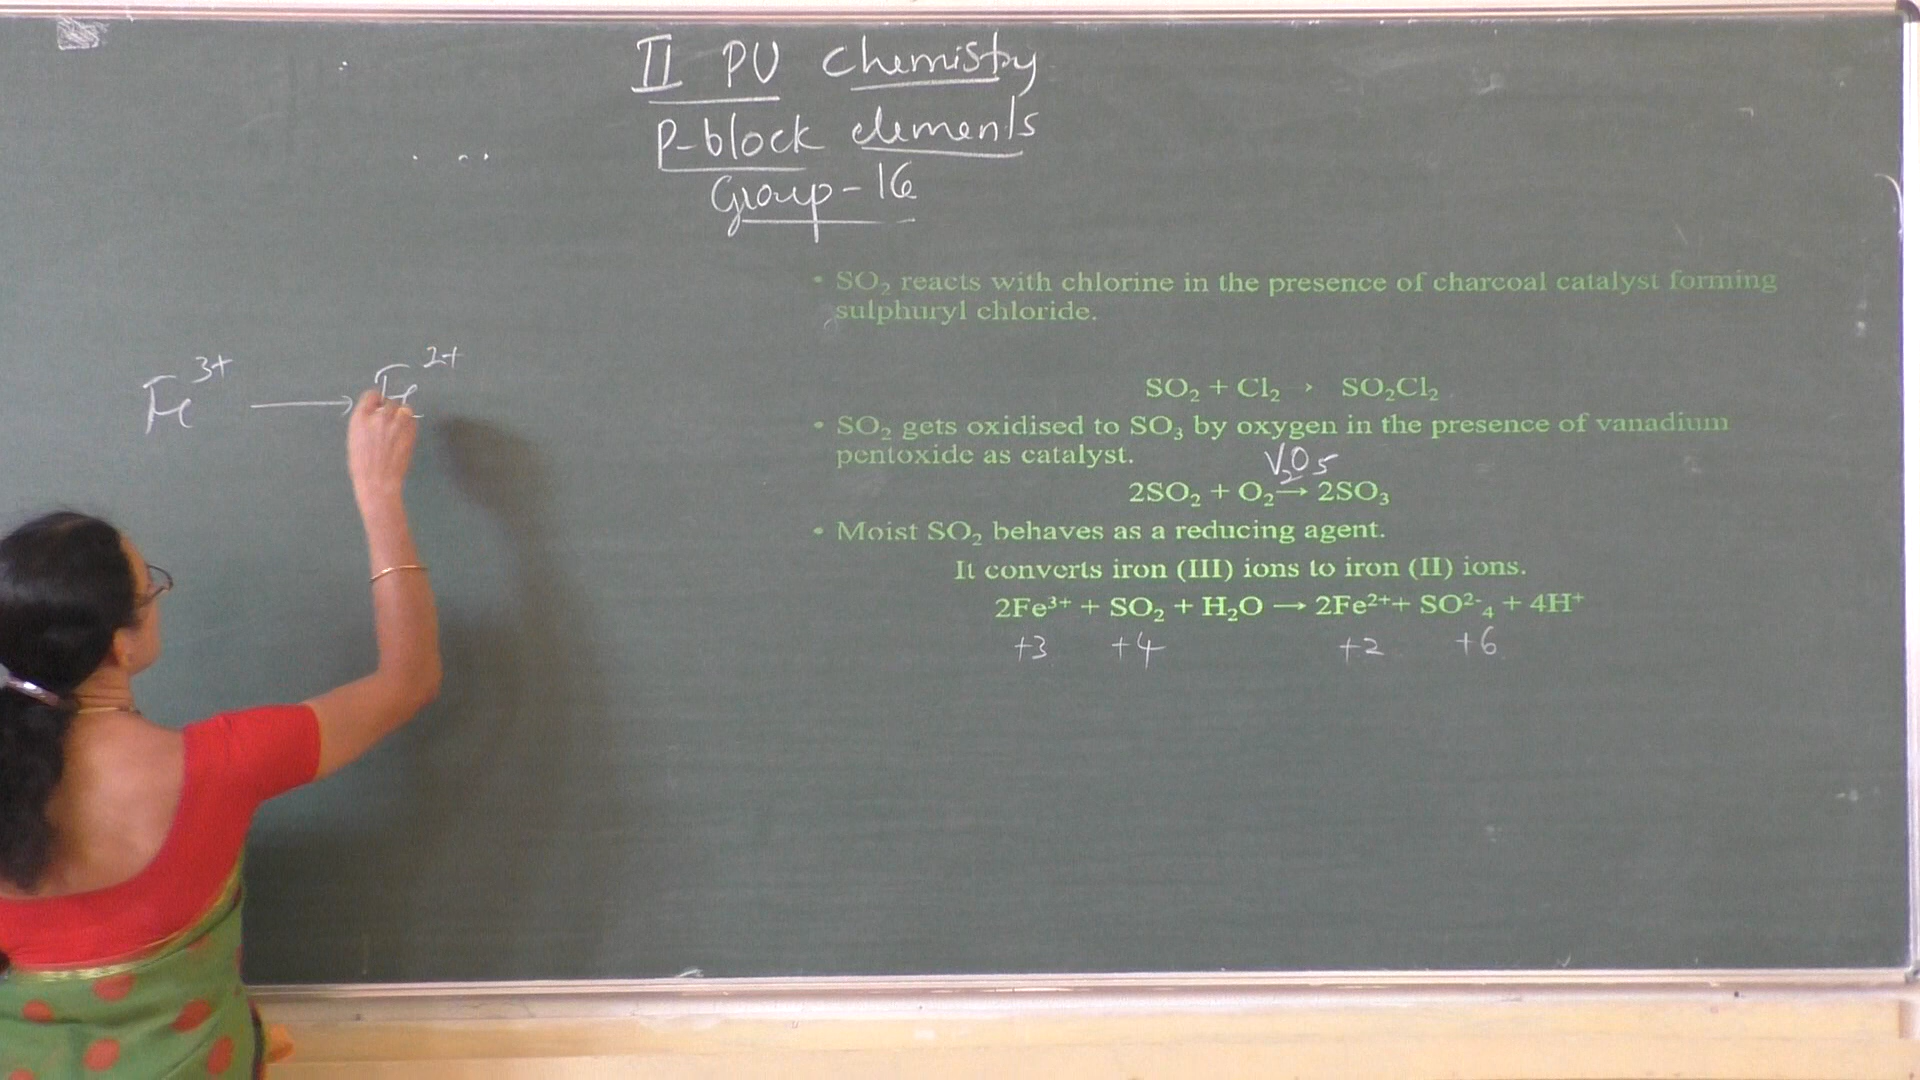 II PU Chemistry
P-block elements
Group-16
• SO₂ reacts with chlorine in the presence of charcoal catalyst forming
sulphuryl chloride.
Fe³⁺ ⟶ Fe²⁺
SO₂ + Cl₂ → SO₂Cl₂
• SO₂ gets oxidised to SO₃ by oxygen in the presence of vanadium
pentoxide as catalyst.
V₂O₅
2SO₂ + O₂ → 2SO₃
• Moist SO₂ behaves as a reducing agent.
It converts iron (III) ions to iron (II) ions.
2Fe³⁺ + SO₂ + H₂O → 2Fe²⁺+ SO²⁻₄ + 4H⁺
+3 +4 +2 +6